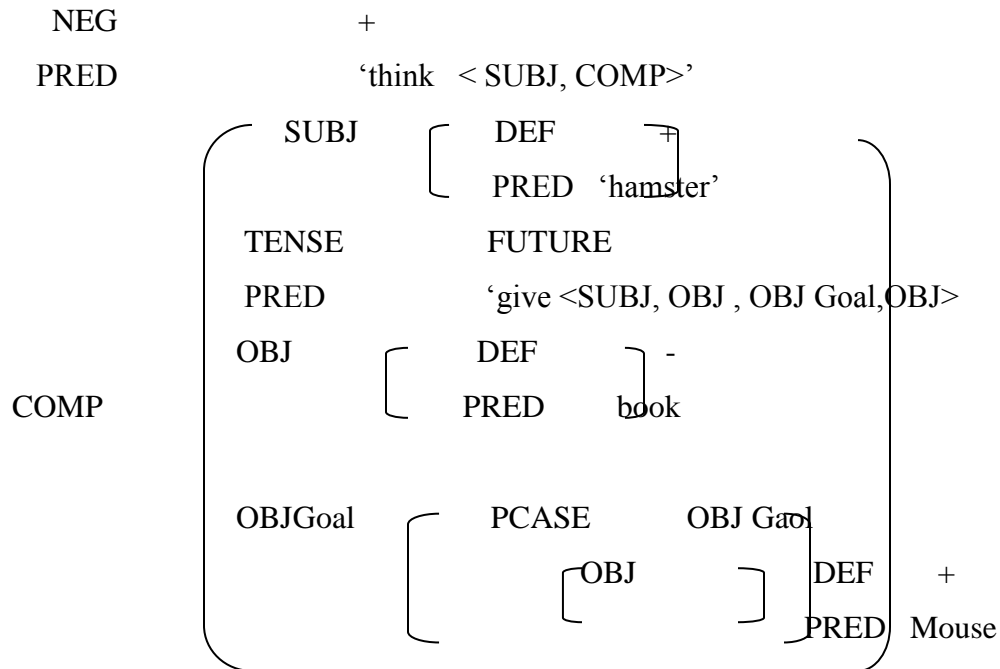 NEG +
PRED ‘think < SUBJ, COMP>’
SUBJ DEF +
PRED ‘hamster’
TENSE FUTURE
PRED ‘give <SUBJ, OBJ , OBJ Goal,OBJ>
OBJ DEF -
COMP PRED book
OBJGoal PCASE OBJ Gaol
OBJ DEF +
PRED Mouse